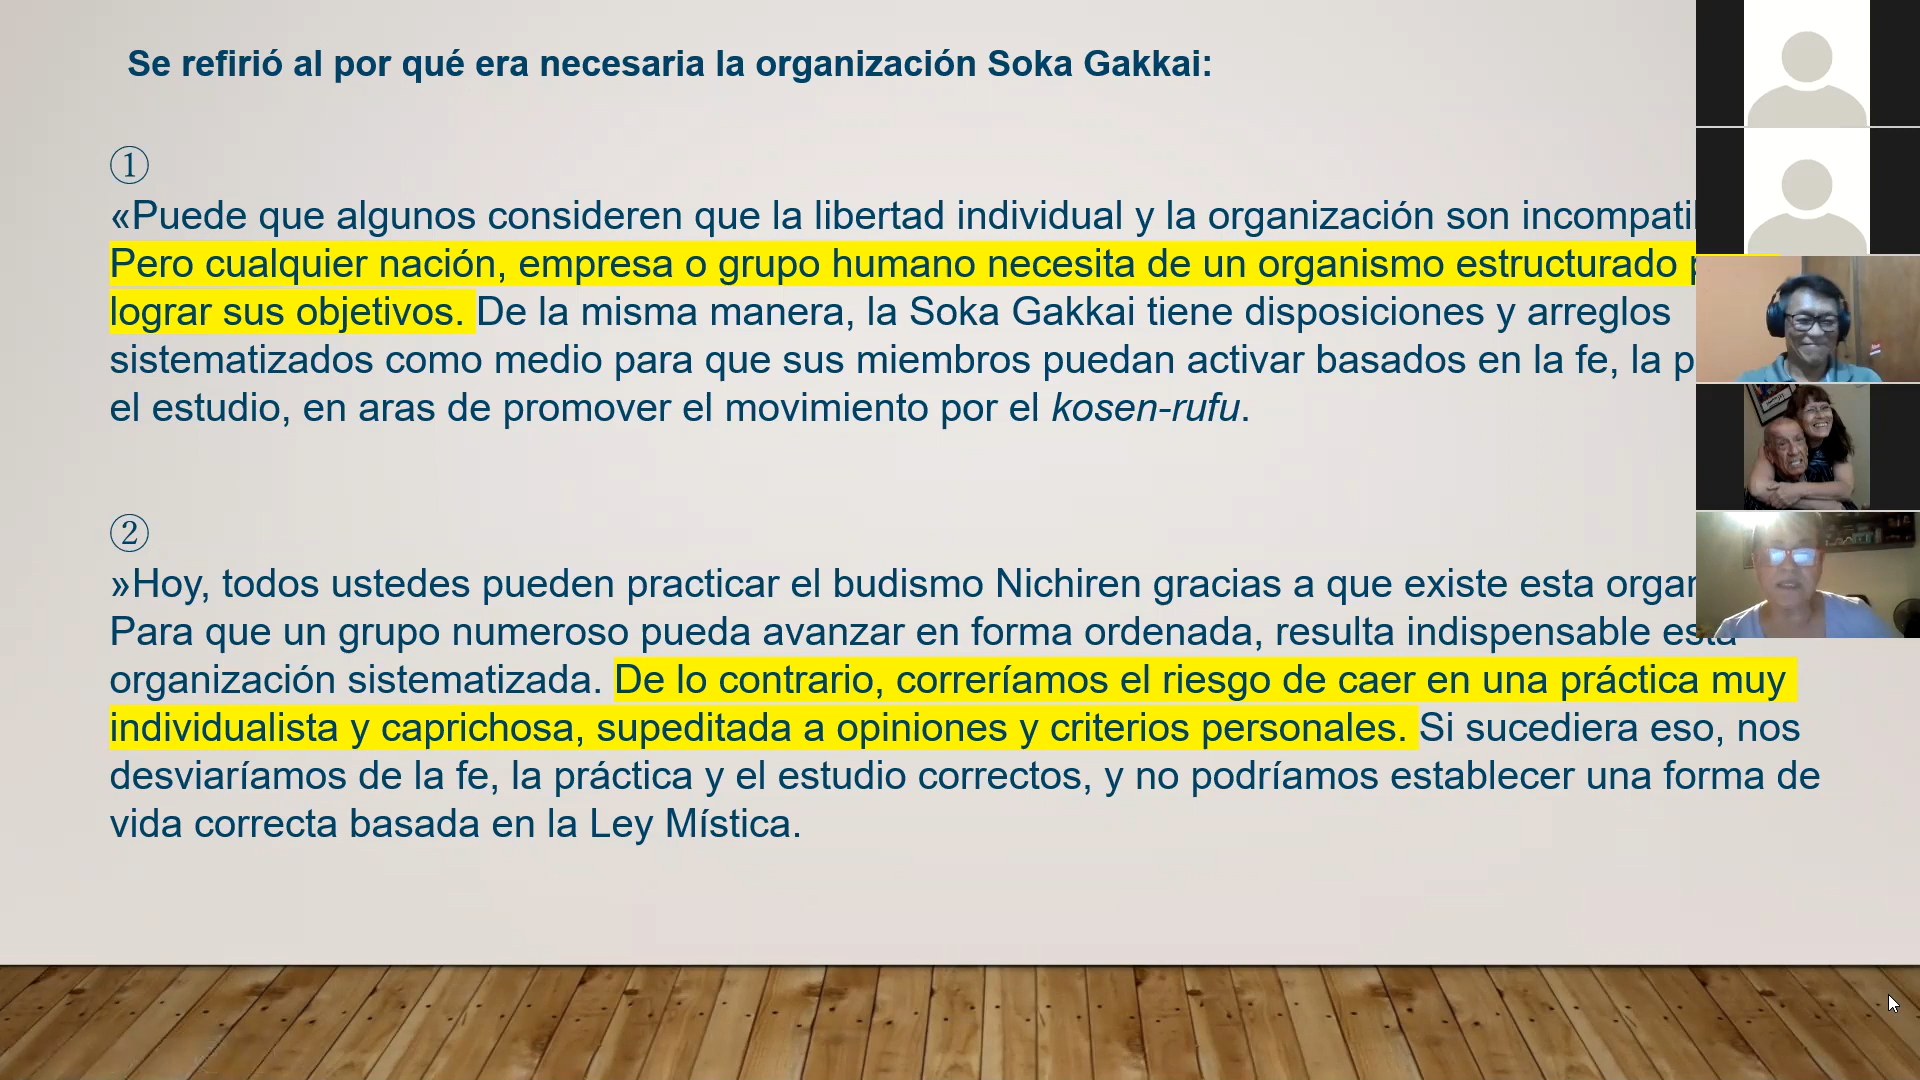 Se refirió al por qué era necesaria la organización Soka Gakkai:
①
«Puede que algunos consideren que la libertad individual y la organización son
Pero cualquier nación, empresa o grupo humano necesita de un organismo estructurado
lograr sus objetivos. De la misma manera, la Soka Gakkai tiene disposiciones y arreglos
sistematizados como medio para que sus miembros puedan activar basados en la fe, la
el estudio, en aras de promover el movimiento por el kosen-rufu.
②
»Hoy, todos ustedes pueden practicar el budismo Nichiren gracias a que existe esta
Para que un grupo numeroso pueda avanzar en forma ordenada, resulta indispensable esta
organización sistematizada. De lo contrario, correríamos el riesgo de caer en una práctica muy
individualista y caprichosa, supeditada a opiniones y criterios personales. Si sucediera eso, nos
desviaríamos de la fe, la práctica y el estudio correctos, y no podríamos establecer una forma de
vida correcta basada en la Ley Mística.